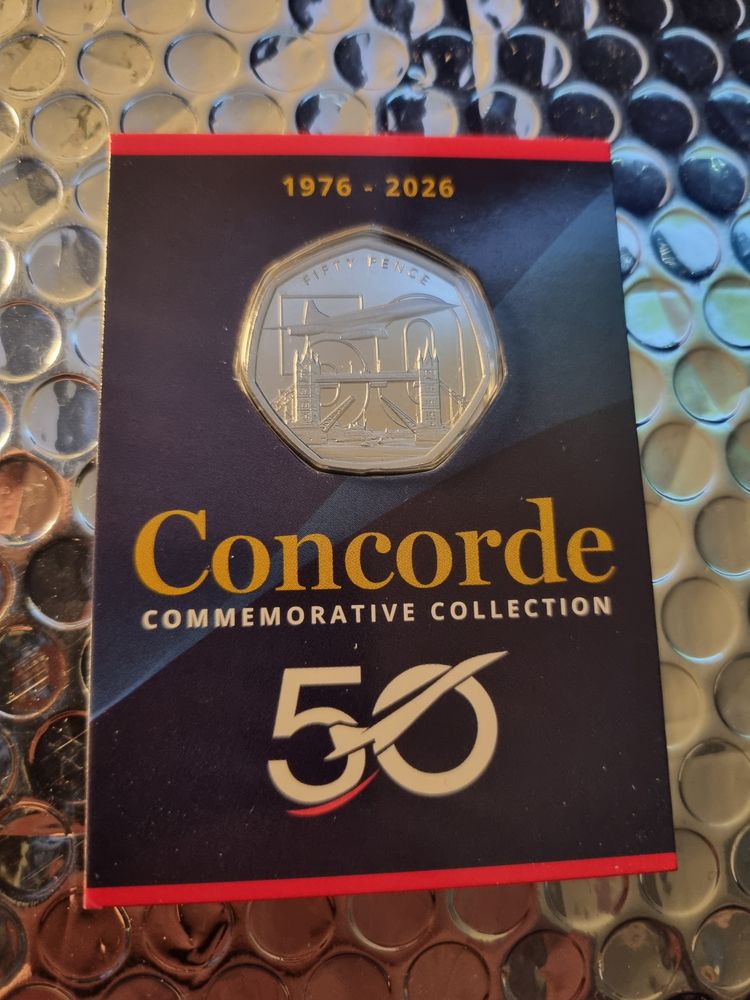 1976 - 2026
FIFTY PENCE
50
Concorde
COMMEMORATIVE COLLECTION
50